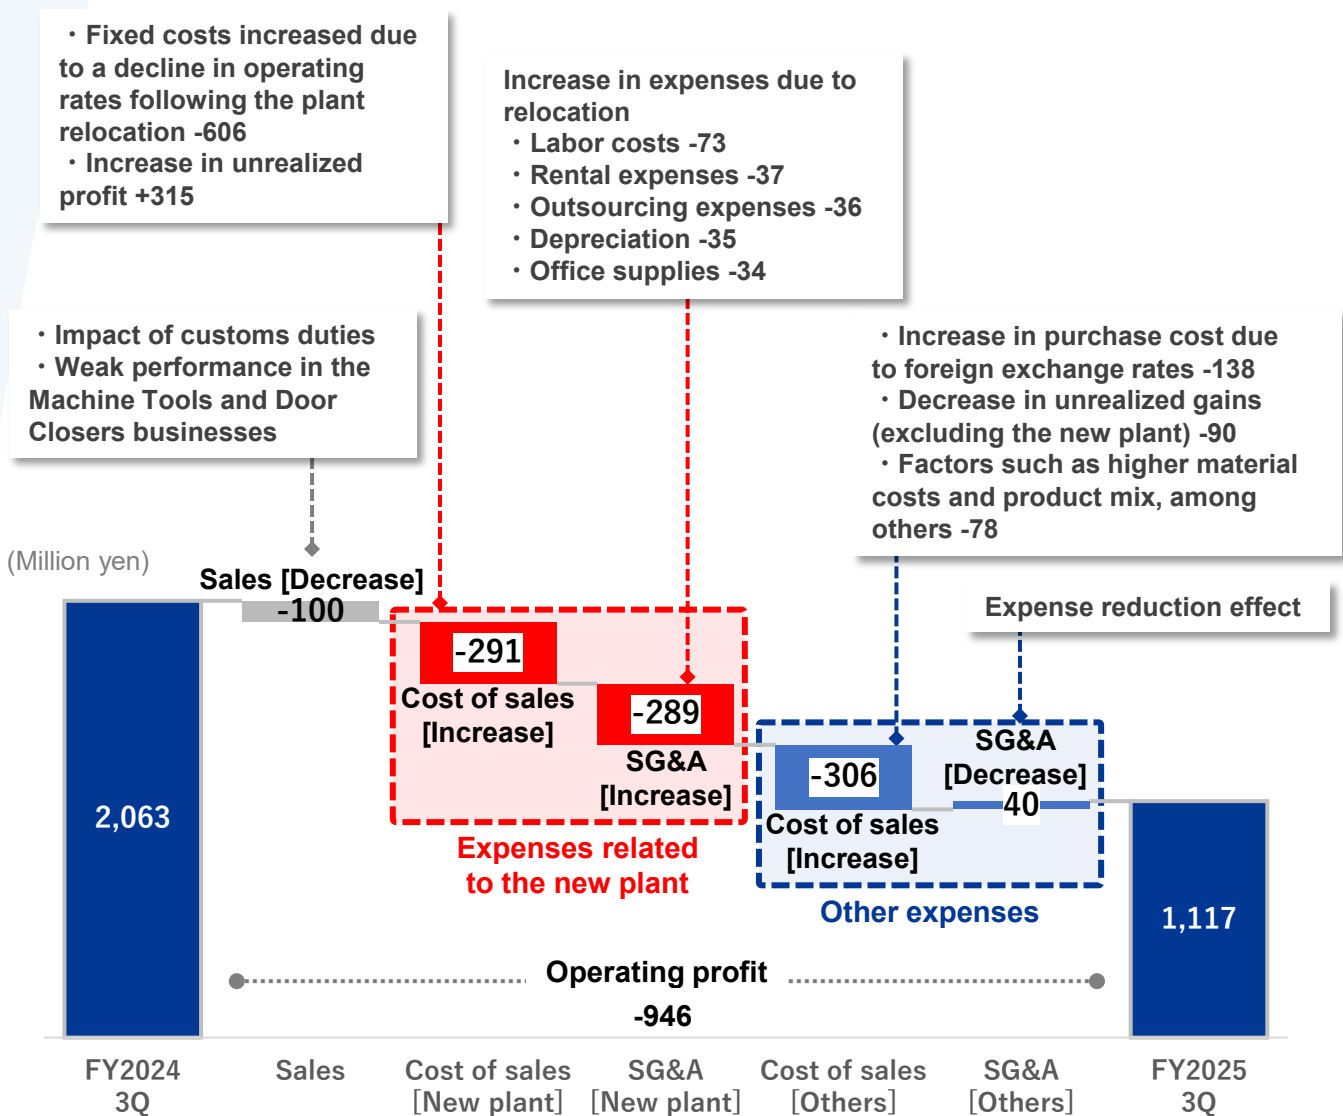 ・Fixed costs increased due
to a decline in operating
rates following the plant
relocation -606
・Increase in unrealized
profit +315
Increase in expenses due to
relocation
・Labor costs -73
・Rental expenses -37
・Outsourcing expenses -36
・Depreciation -35
・Office supplies -34
・Impact of customs duties
・Weak performance in the
Machine Tools and Door
Closers businesses
・Increase in purchase cost due
to foreign exchange rates -138
・Decrease in unrealized gains
(excluding the new plant) -90
・Factors such as higher material
costs and product mix, among
others -78
(Million yen)
Expense reduction effect
Sales [Decrease]
-100
-291
Cost of sales
[Increase]
-289
SG&A
[Increase]
Expenses related
to the new plant
-306
Cost of sales
[Increase]
SG&A
[Decrease]
40
Other expenses
2,063
1,117
Operating profit
-946
FY2024
3Q
Sales
Cost of sales
[New plant]
SG&A
[New plant]
Cost of sales
[Others]
SG&A
[Others]
FY2025
3Q